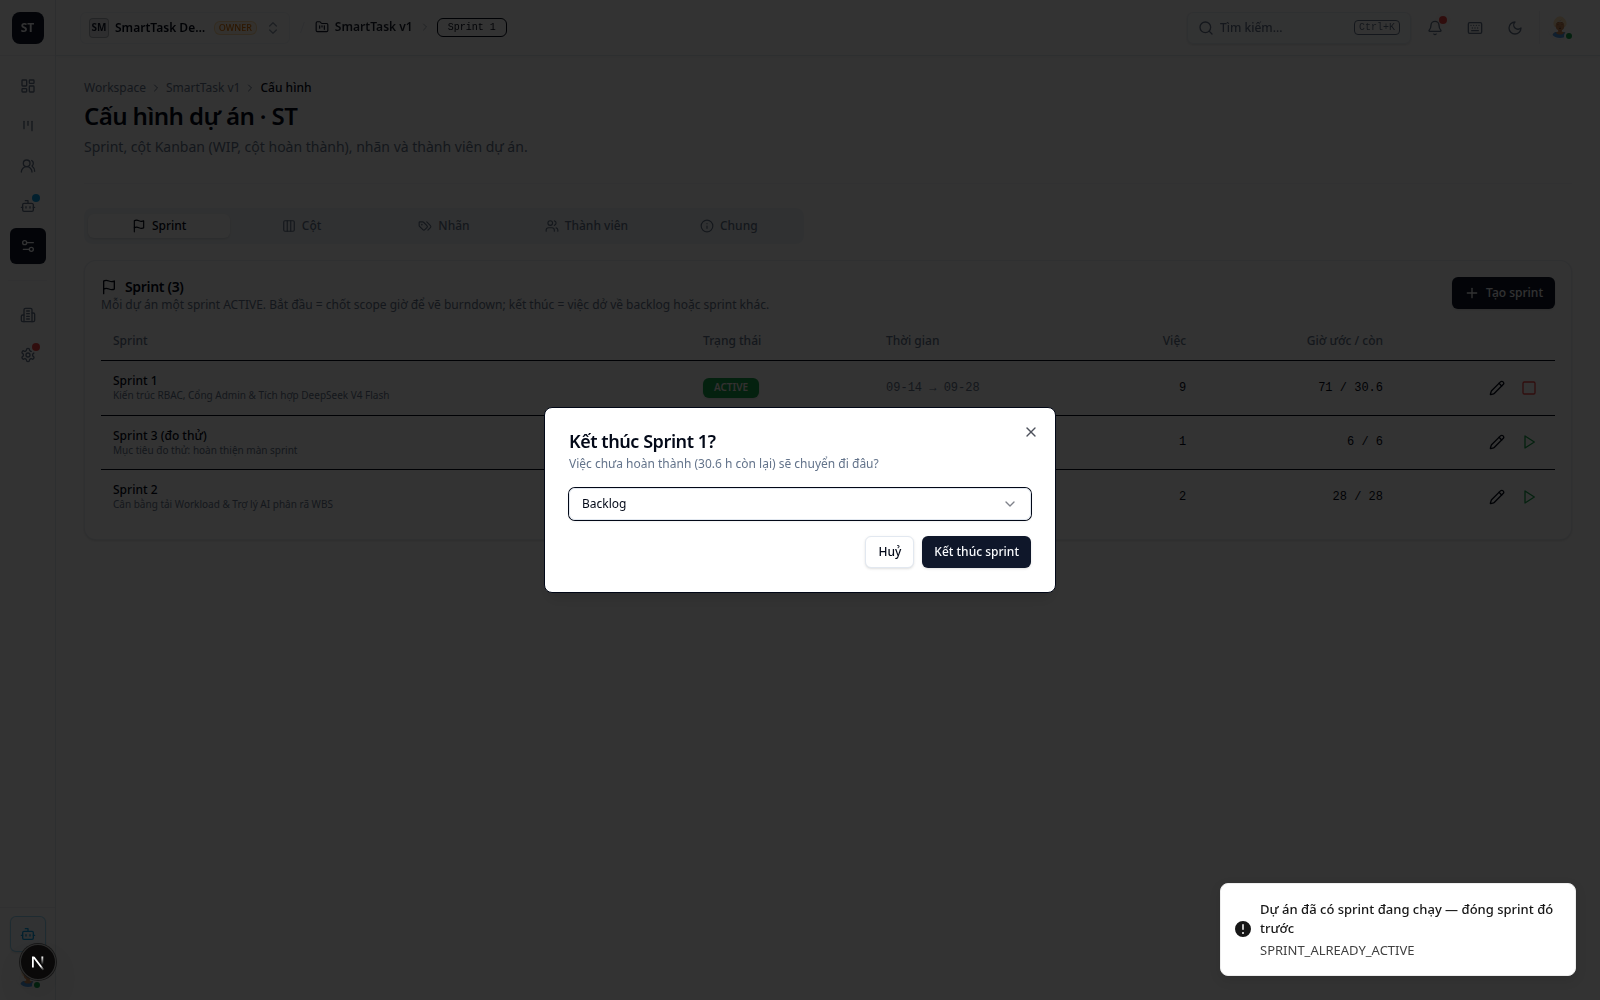 ST
SM SmartTask De... OWNER
SmartTask v1
Sprint 1
Tìm kiếm...
Ctrl+K
Workspace > SmartTask v1 > Cấu hình
Cấu hình dự án · ST
Sprint, cột Kanban (WIP, cột hoàn thành), nhãn và thành viên dự án.
Sprint
Cột
Nhãn
Thành viên
Chung
Sprint (3)
Mỗi dự án một sprint ACTIVE. Bắt đầu = chốt scope giờ để vẽ burndown; kết thúc = việc dở về backlog hoặc sprint khác.
Tạo sprint
Sprint Trạng thái Thời gian Việc Giờ ước / còn
Sprint 1
Kiến trúc RBAC, Cổng Admin & Tích hợp DeepSeek V4 Flash
ACTIVE 09-14 → 09-28 9 71 / 30.6
Sprint 3 (đo thử)
Mục tiêu đo thử: hoàn thiện màn sprint
1 6 / 6
Sprint 2
Cân bằng tải Workload & Trợ lý AI phân rã WBS
2 28 / 28
Kết thúc Sprint 1?
Việc chưa hoàn thành (30.6 h còn lại) sẽ chuyển đi đâu?
Backlog
Huỷ
Kết thúc sprint
Dự án đã có sprint đang chạy — đóng sprint đó
trước
SPRINT_ALREADY_ACTIVE
N